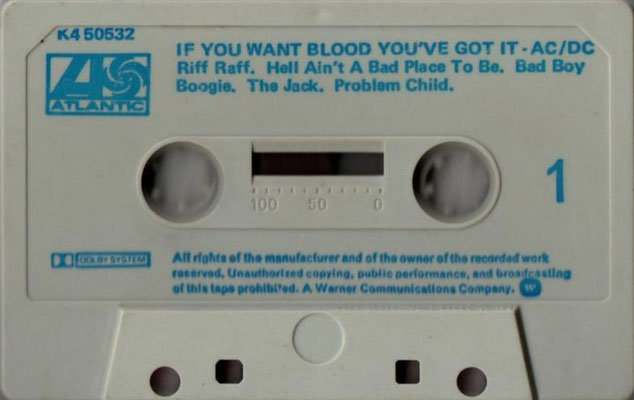 K4 50532
IF YOU WANT BLOOD YOU'VE GOT IT - AC/DC
Riff Raff. Hell Ain't A Bad Place To Be. Bad Boy
Boogie. The Jack. Problem Child.
ATLANTIC
100 50 0
1
DOLBY SYSTEM
All rights of the manufacturer and of the owner of the recorded work
reserved. Unauthorized copying, public performance, and broadcasting
of this tape prohibited. A Warner Communications Company.